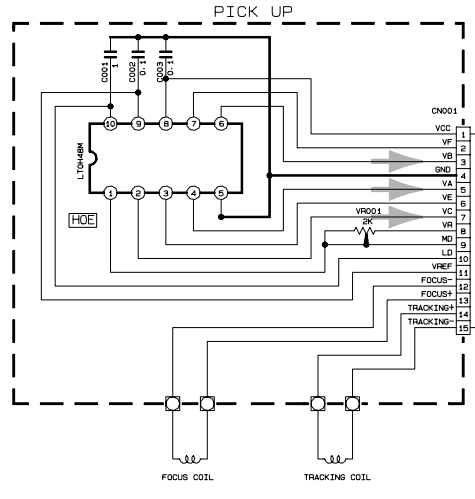 PICK UP
C001
1
C002
0.1
C003
0.1
CN001
VCC 1
VF 2
VB 3
GND 4
VA 5
VE 6
VC 7
VR 8
MD 9
LD 10
VREF 11
FOCUS- 12
FOCUS+ 13
TRACKING+ 14
TRACKING- 15
10 9 8 7 6
LT0H48M
1 2 3 4 5
HOE
VR001
2K
FOCUS COIL
TRACKING COIL